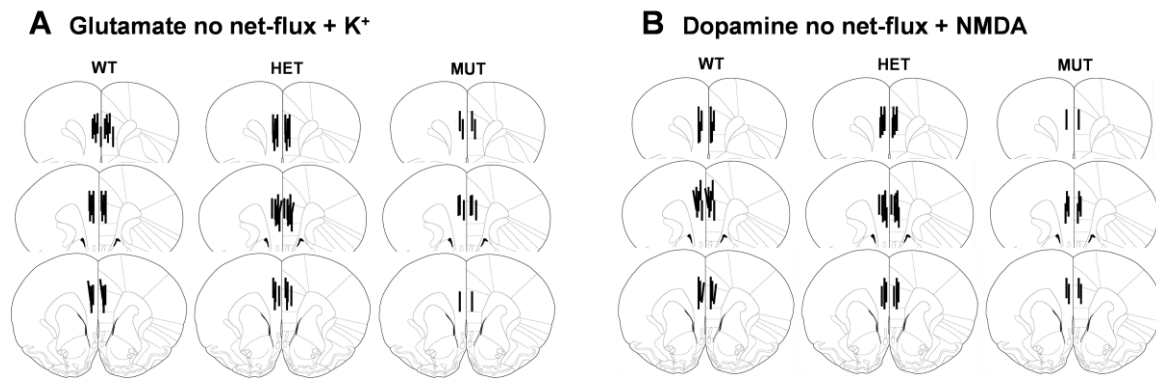 A Glutamate no net-flux + K⁺
WT HET MUT
B Dopamine no net-flux + NMDA
WT HET MUT